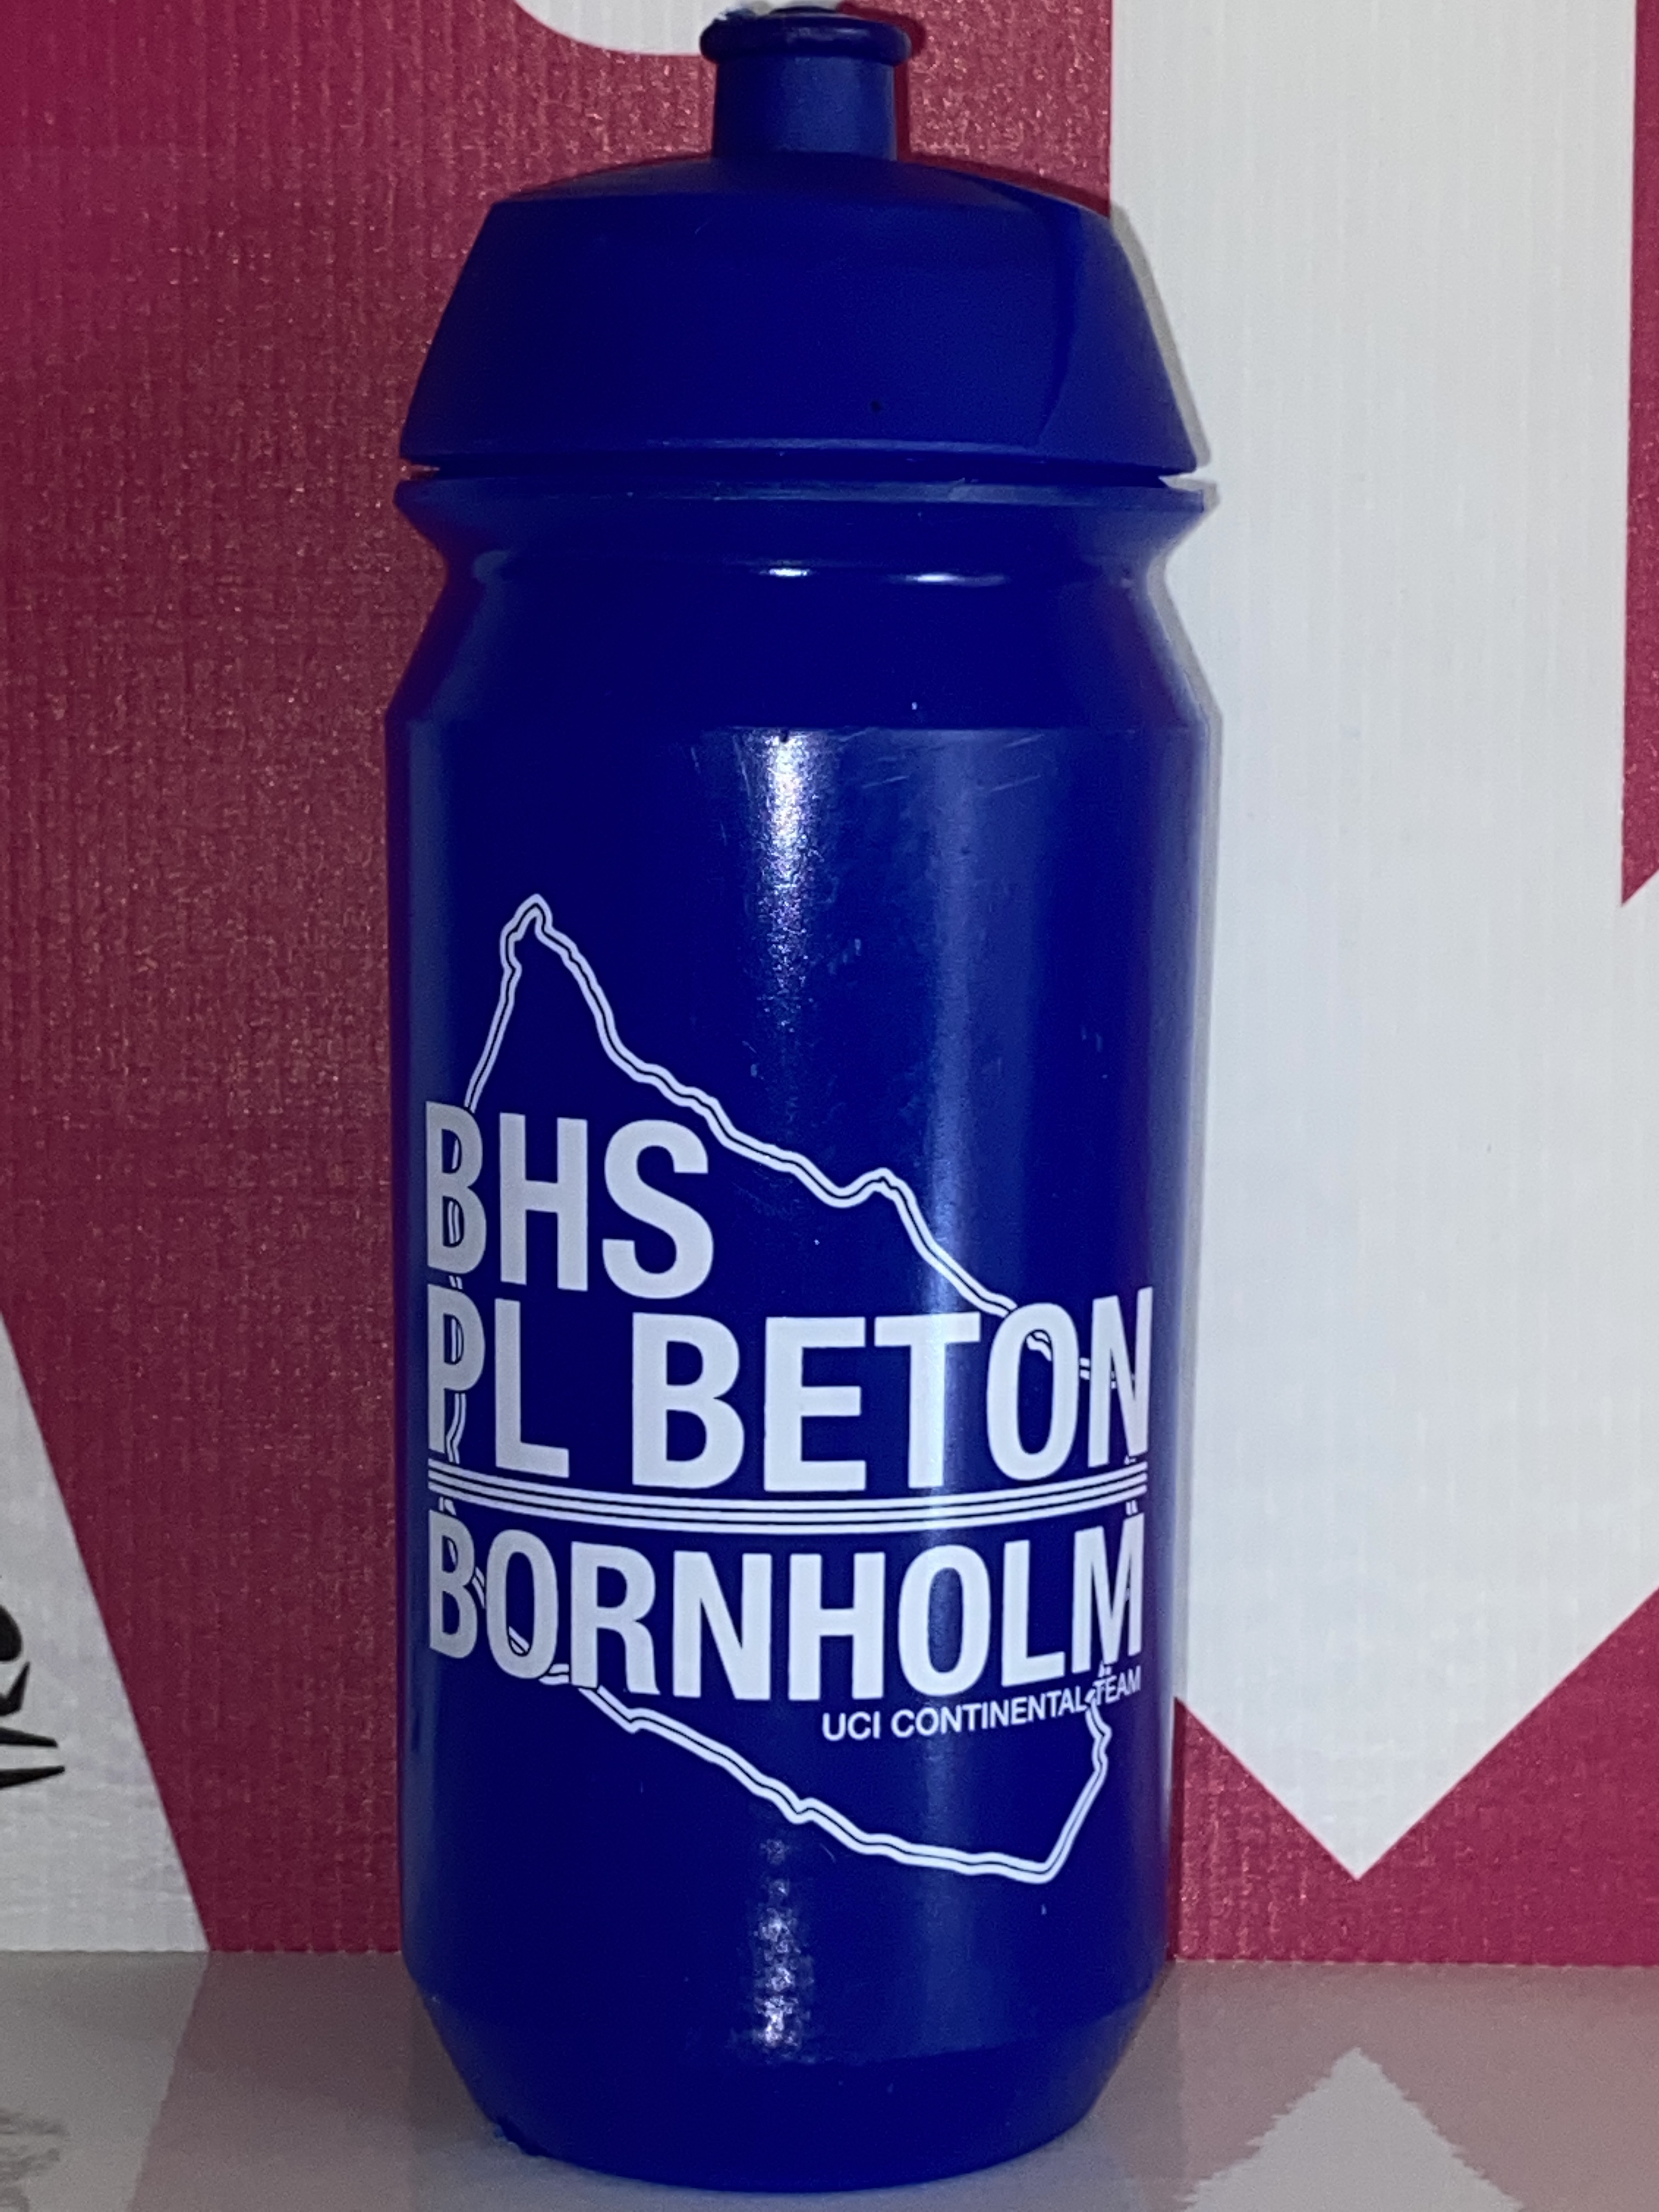 BHS
PL BETON
BORNHOLM
UCI CONTINENTAL TEAM